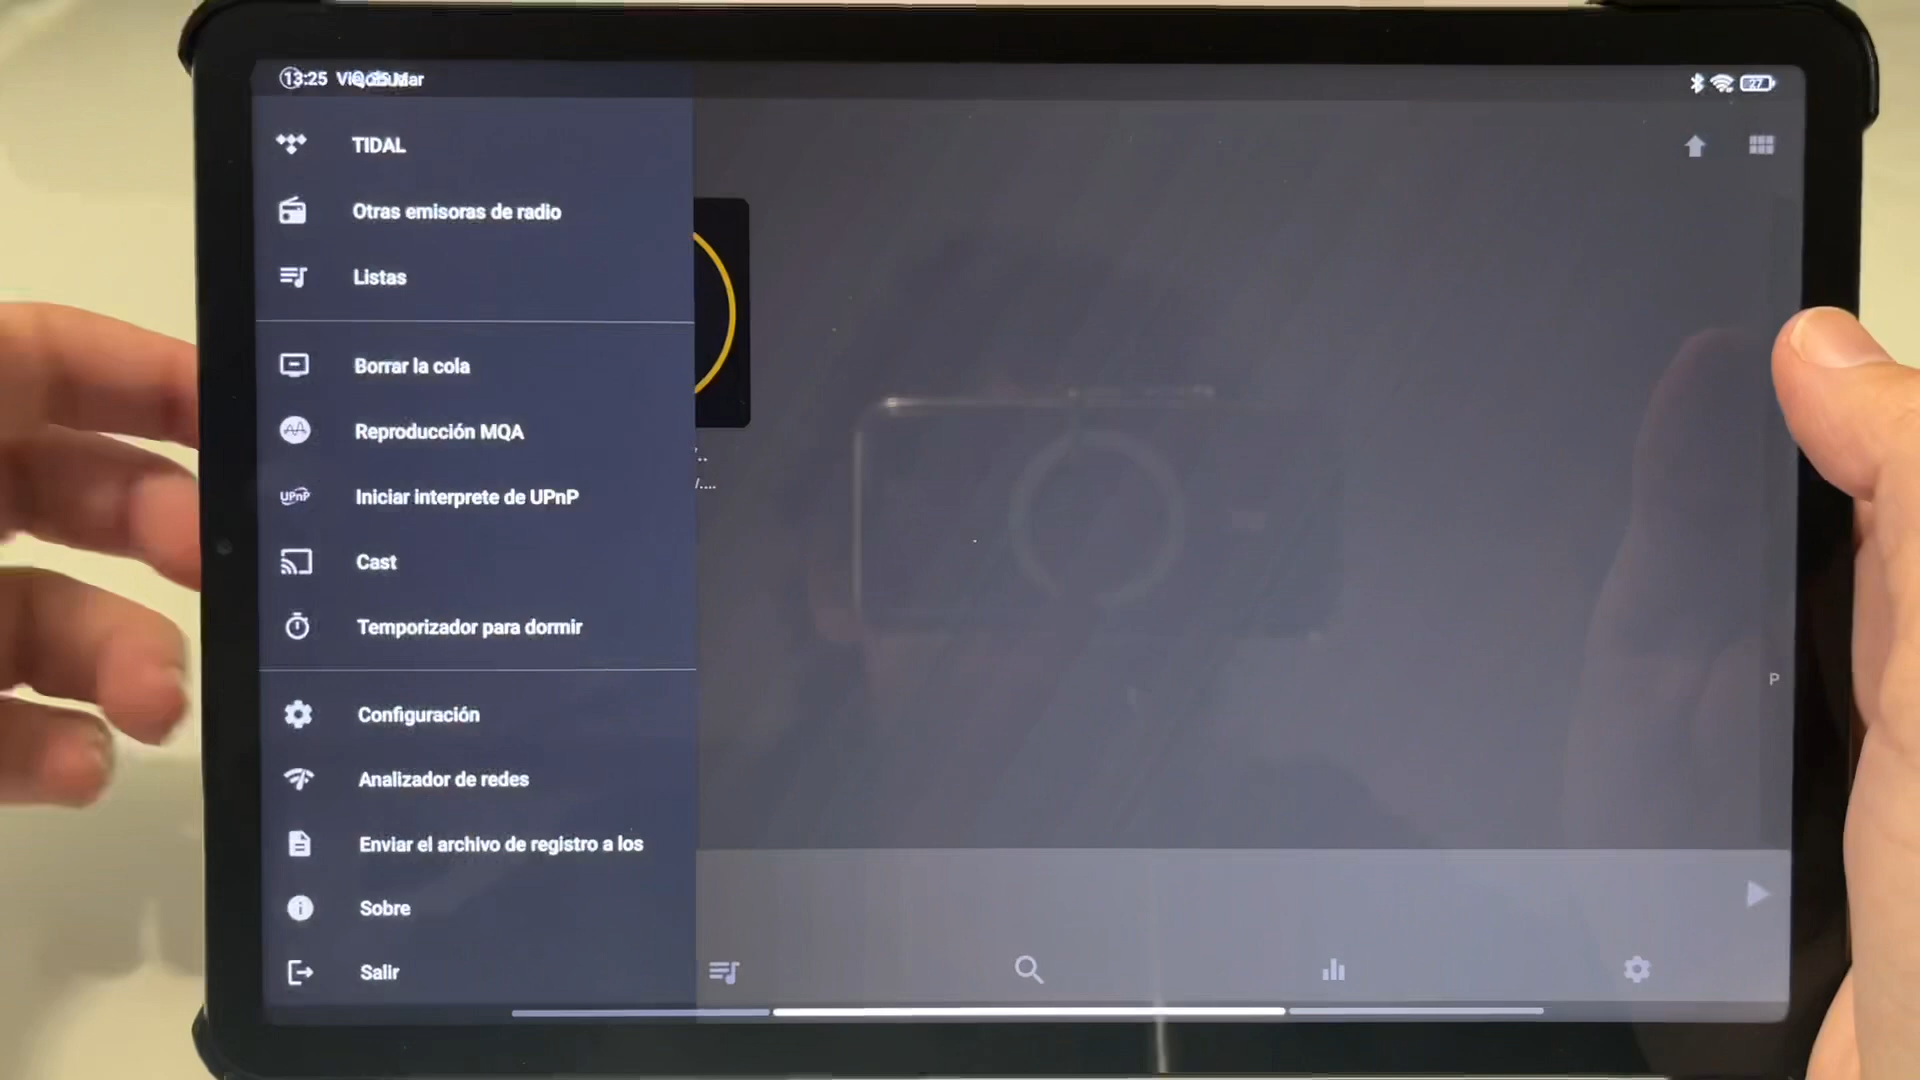 13:25
TIDAL
Otras emisoras de radio
Listas
Borrar la cola
Reproducción MQA
UPnP Iniciar interprete de UPnP
Cast
Temporizador para dormir
Configuración
Analizador de redes
Enviar el archivo de registro a los
Sobre
Salir
27
P